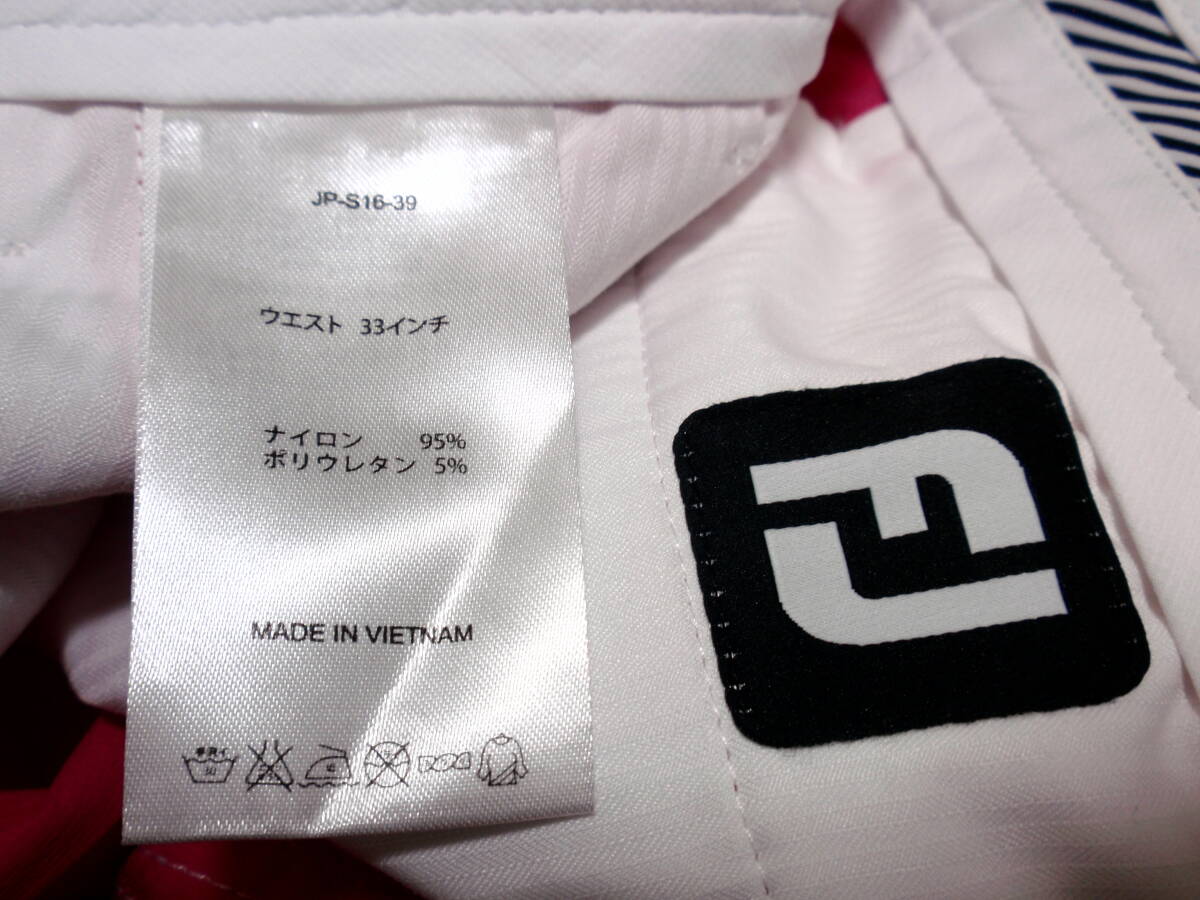 JP-S16-39
ウエスト 33インチ
ナイロン 95%
ポリウレタン 5%
MADE IN VIETNAM